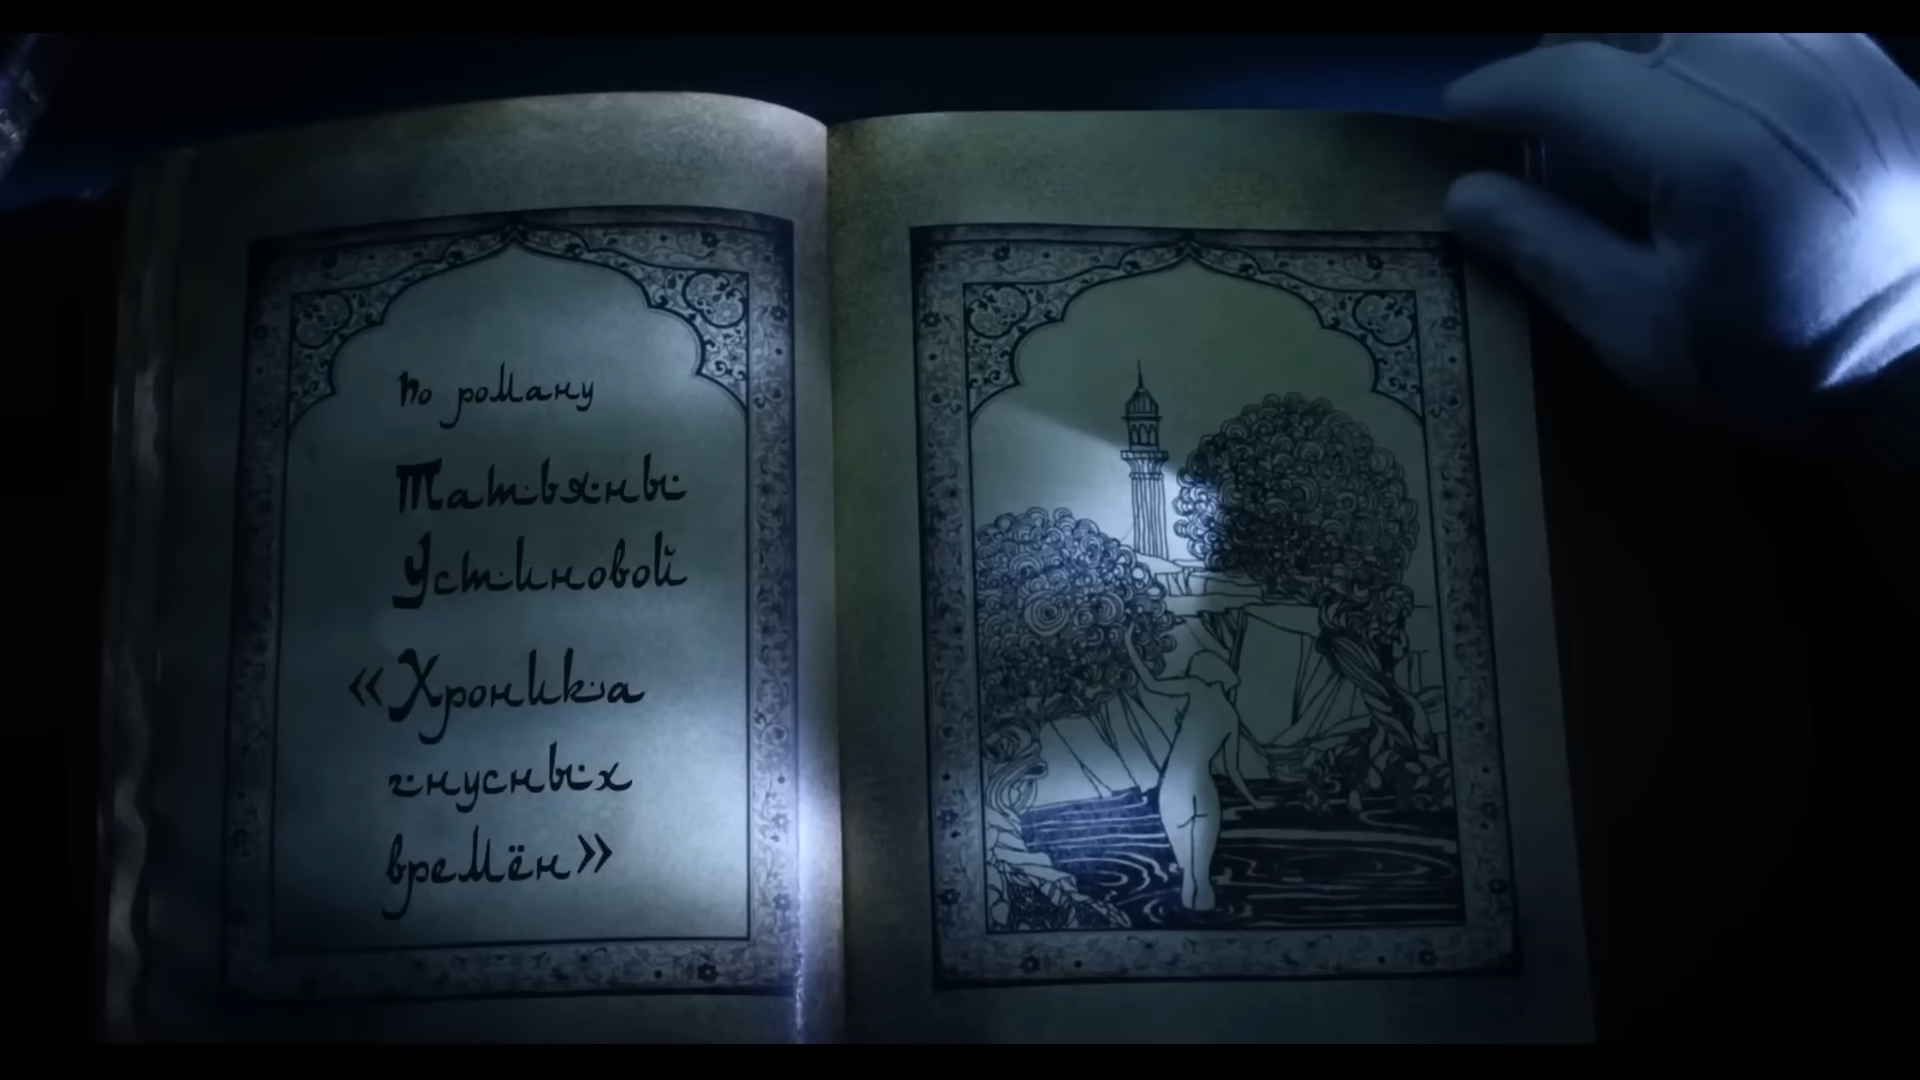 По роману
Татьяны
Устиновой
«Хроника
гнусных
времён»